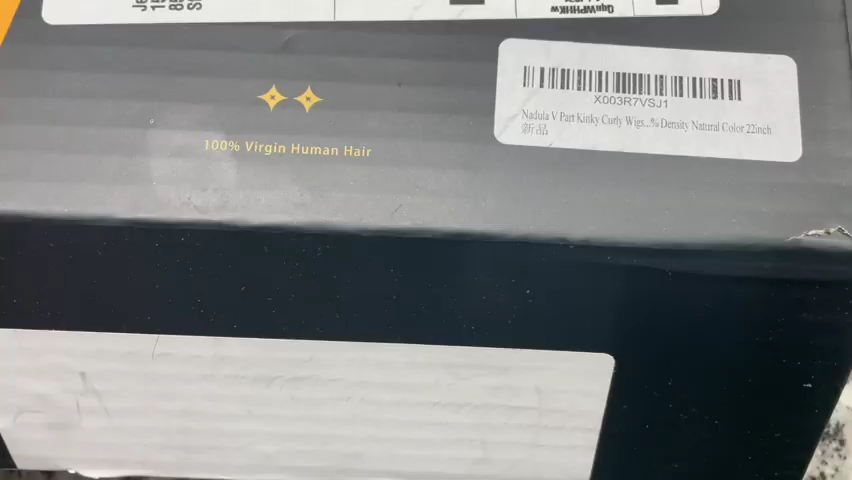 100% Virgin Human Hair
X003R7VSJ1
Nadula V Part Kinky Curly Wigs...% Density Natural Color 22inch
新品